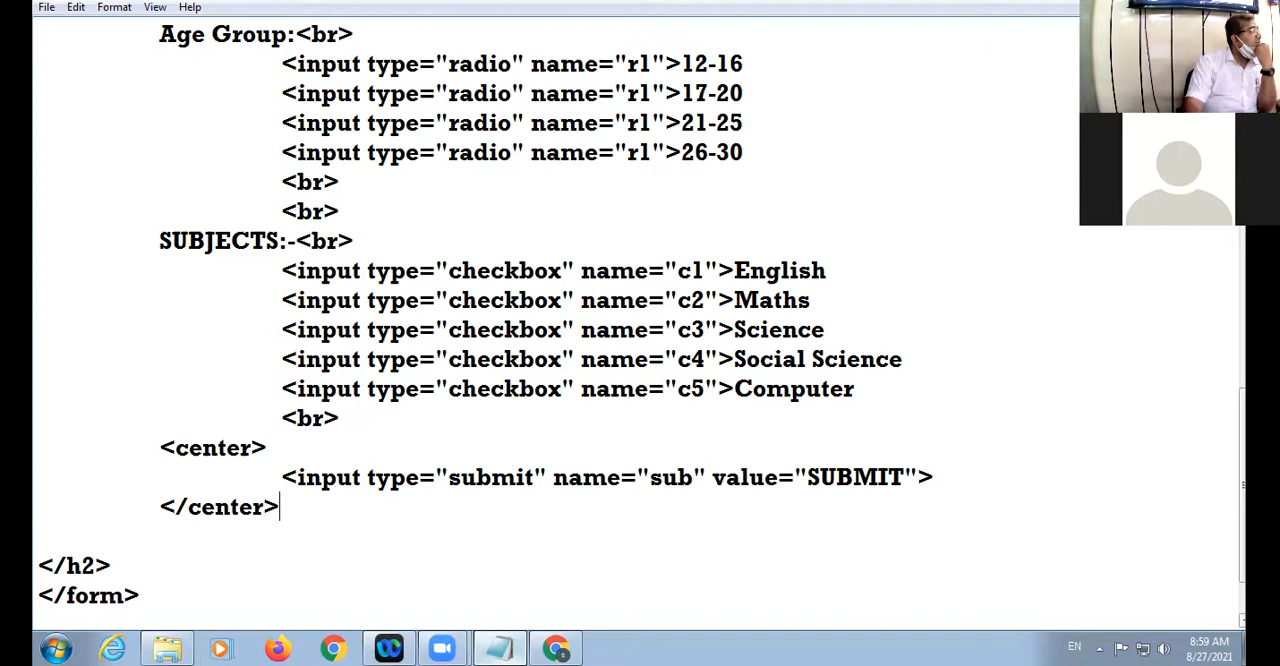 File Edit Format View Help
Age Group:<br>
<input type="radio" name="r1">12-16
<input type="radio" name="r1">17-20
<input type="radio" name="r1">21-25
<input type="radio" name="r1">26-30
<br>
<br>
SUBJECTS:-<br>
<input type="checkbox" name="c1">English
<input type="checkbox" name="c2">Maths
<input type="checkbox" name="c3">Science
<input type="checkbox" name="c4">Social Science
<input type="checkbox" name="c5">Computer
<br>
<center>
<input type="submit" name="sub" value="SUBMIT">
</center>
</h2>
</form>
EN
8:59 AM
8/27/2021